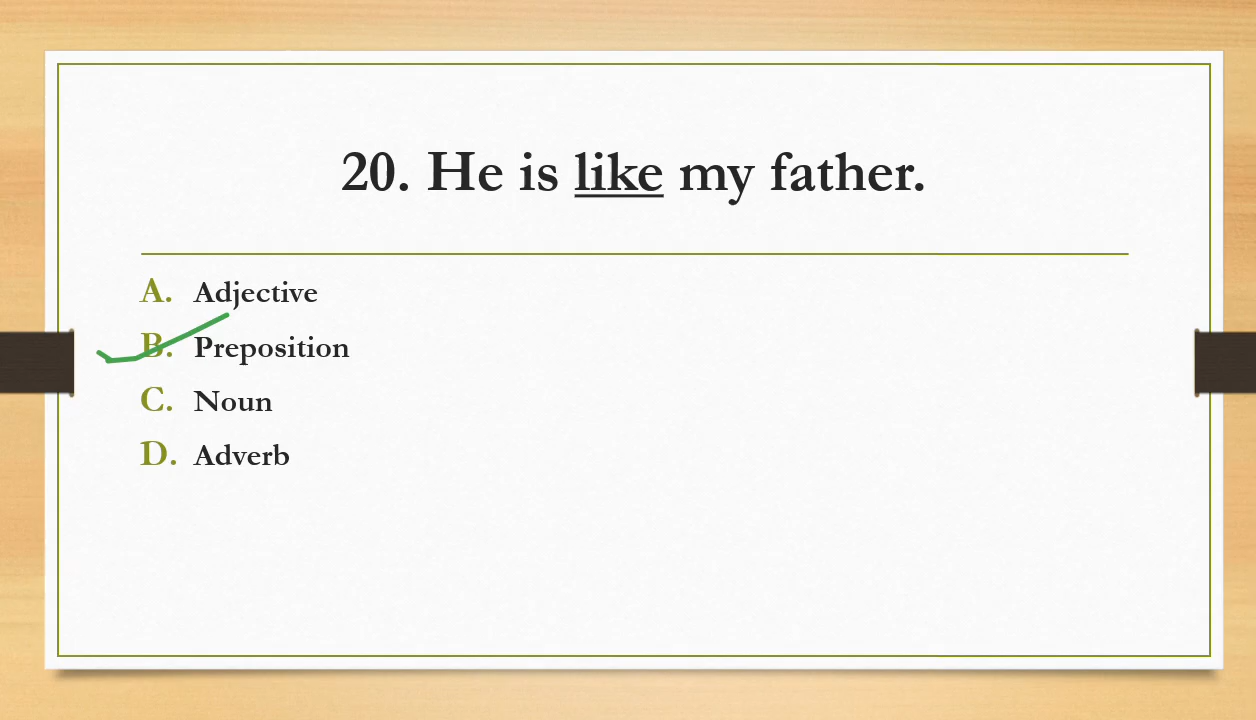 20. He is like my father.
A. Adjective
B. Preposition
C. Noun
D. Adverb